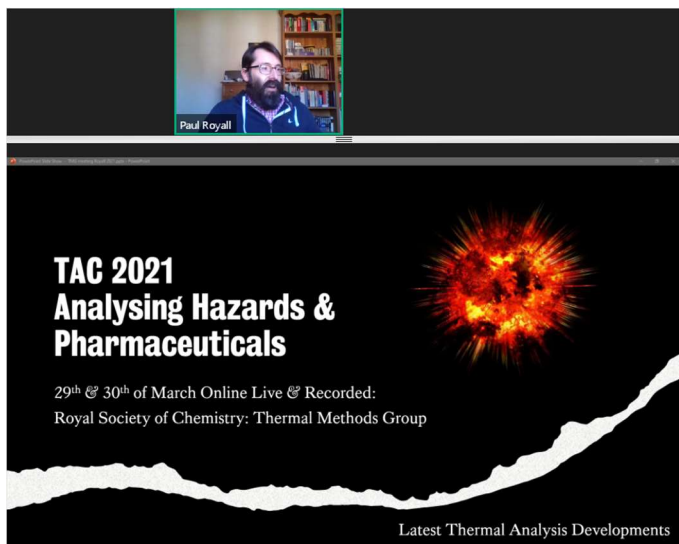 Paul Royall
TAC 2021
Analysing Hazards &
Pharmaceuticals
29th & 30th of March Online Live & Recorded:
Royal Society of Chemistry: Thermal Methods Group
Latest Thermal Analysis Developments